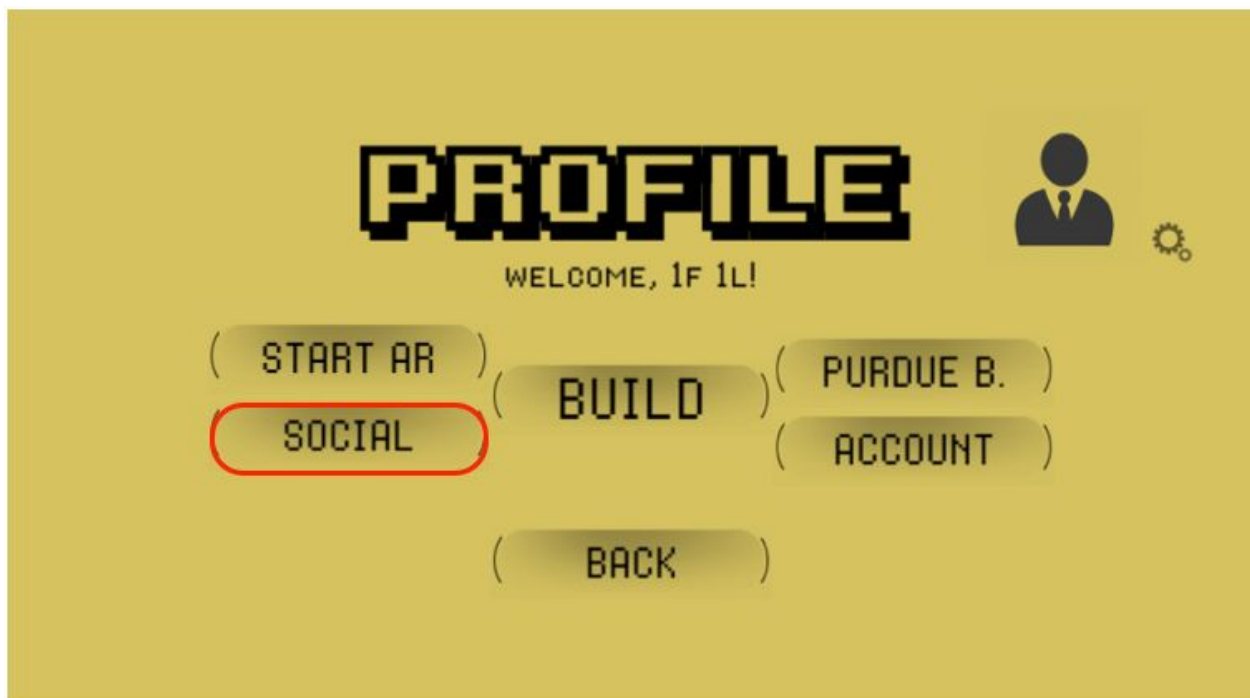 PROFILE
WELCOME, 1F 1L!
START AR
SOCIAL
BUILD
PURDUE B.
ACCOUNT
BACK